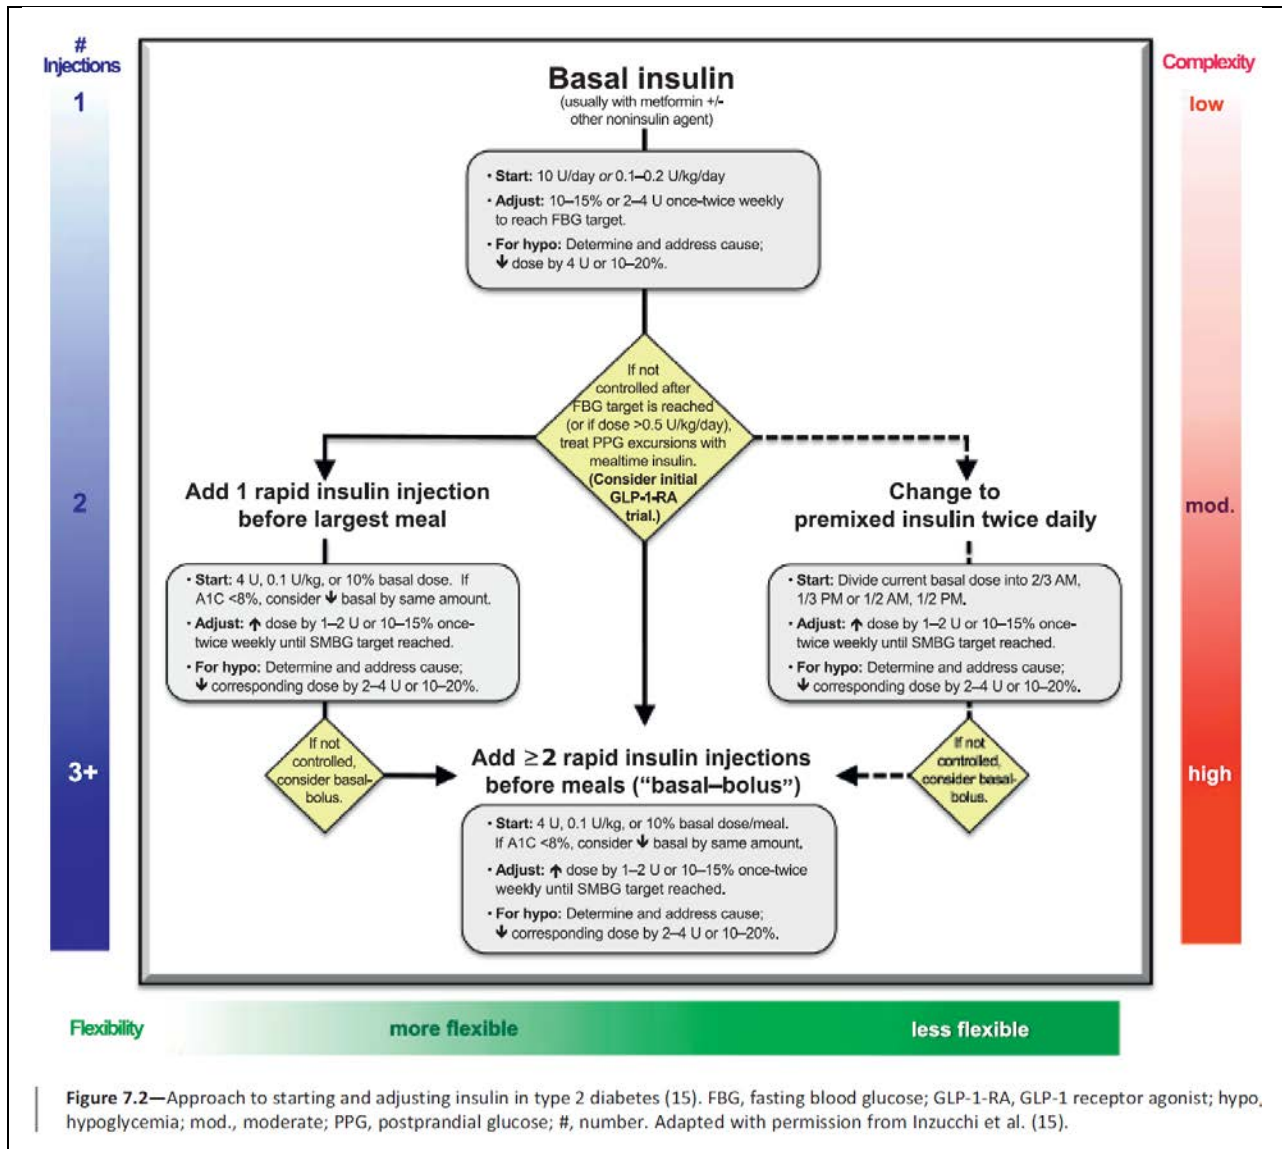 #
Injections
1
2
3+
Complexity
low
mod.
high
Basal insulin
(usually with metformin +/-
other noninsulin agent)
• Start: 10 U/day or 0.1–0.2 U/kg/day
• Adjust: 10–15% or 2–4 U once-twice weekly
to reach FBG target.
• For hypo: Determine and address cause;
↓ dose by 4 U or 10–20%.
If not
controlled after
FBG target is reached
(or if dose >0.5 U/kg/day),
treat PPG excursions with
mealtime insulin.
(Consider initial
GLP-1-RA
trial.)
Add 1 rapid insulin injection
before largest meal
• Start: 4 U, 0.1 U/kg, or 10% basal dose. If
A1C <8%, consider ↓ basal by same amount.
• Adjust: ↑ dose by 1–2 U or 10–15% once-
twice weekly until SMBG target reached.
• For hypo: Determine and address cause;
↓ corresponding dose by 2–4 U or 10–20%.
If not
controlled,
consider basal-
bolus.
Change to
premixed insulin twice daily
• Start: Divide current basal dose into 2/3 AM,
1/3 PM or 1/2 AM, 1/2 PM.
• Adjust: ↑ dose by 1–2 U or 10–15% once-
twice weekly until SMBG target reached.
• For hypo: Determine and address cause;
↓ corresponding dose by 2–4 U or 10–20%.
If not
controlled,
consider basal-
bolus.
Add ≥2 rapid insulin injections
before meals ("basal–bolus")
• Start: 4 U, 0.1 U/kg, or 10% basal dose/meal.
If A1C <8%, consider ↓ basal by same amount.
• Adjust: ↑ dose by 1–2 U or 10–15% once-twice
weekly until SMBG target reached.
• For hypo: Determine and address cause;
↓ corresponding dose by 2–4 U or 10–20%.
Flexibility
more flexible
less flexible
Figure 7.2—Approach to starting and adjusting insulin in type 2 diabetes (15). FBG, fasting blood glucose; GLP-1-RA, GLP-1 receptor agonist; hypo,
hypoglycemia; mod., moderate; PPG, postprandial glucose; #, number. Adapted with permission from Inzucchi et al. (15).